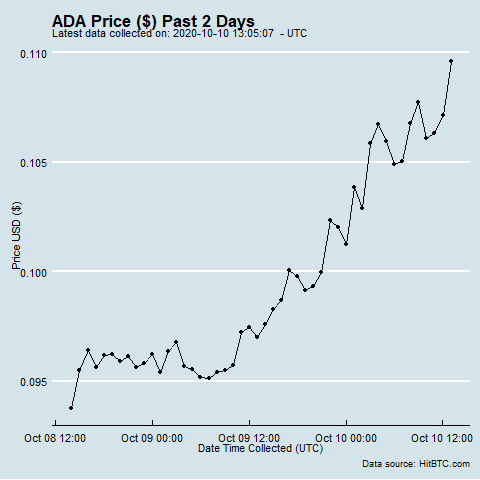 ADA Price ($) Past 2 Days
Latest data collected on: 2020-10-10 13:05:07  - UTC
0.110
0.105
0.100
0.095
Price USD ($)
Oct 08 12:00
Oct 09 00:00
Oct 09 12:00
Oct 10 00:00
Oct 10 12:00
Date Time Collected (UTC)
Data source: HitBTC.com